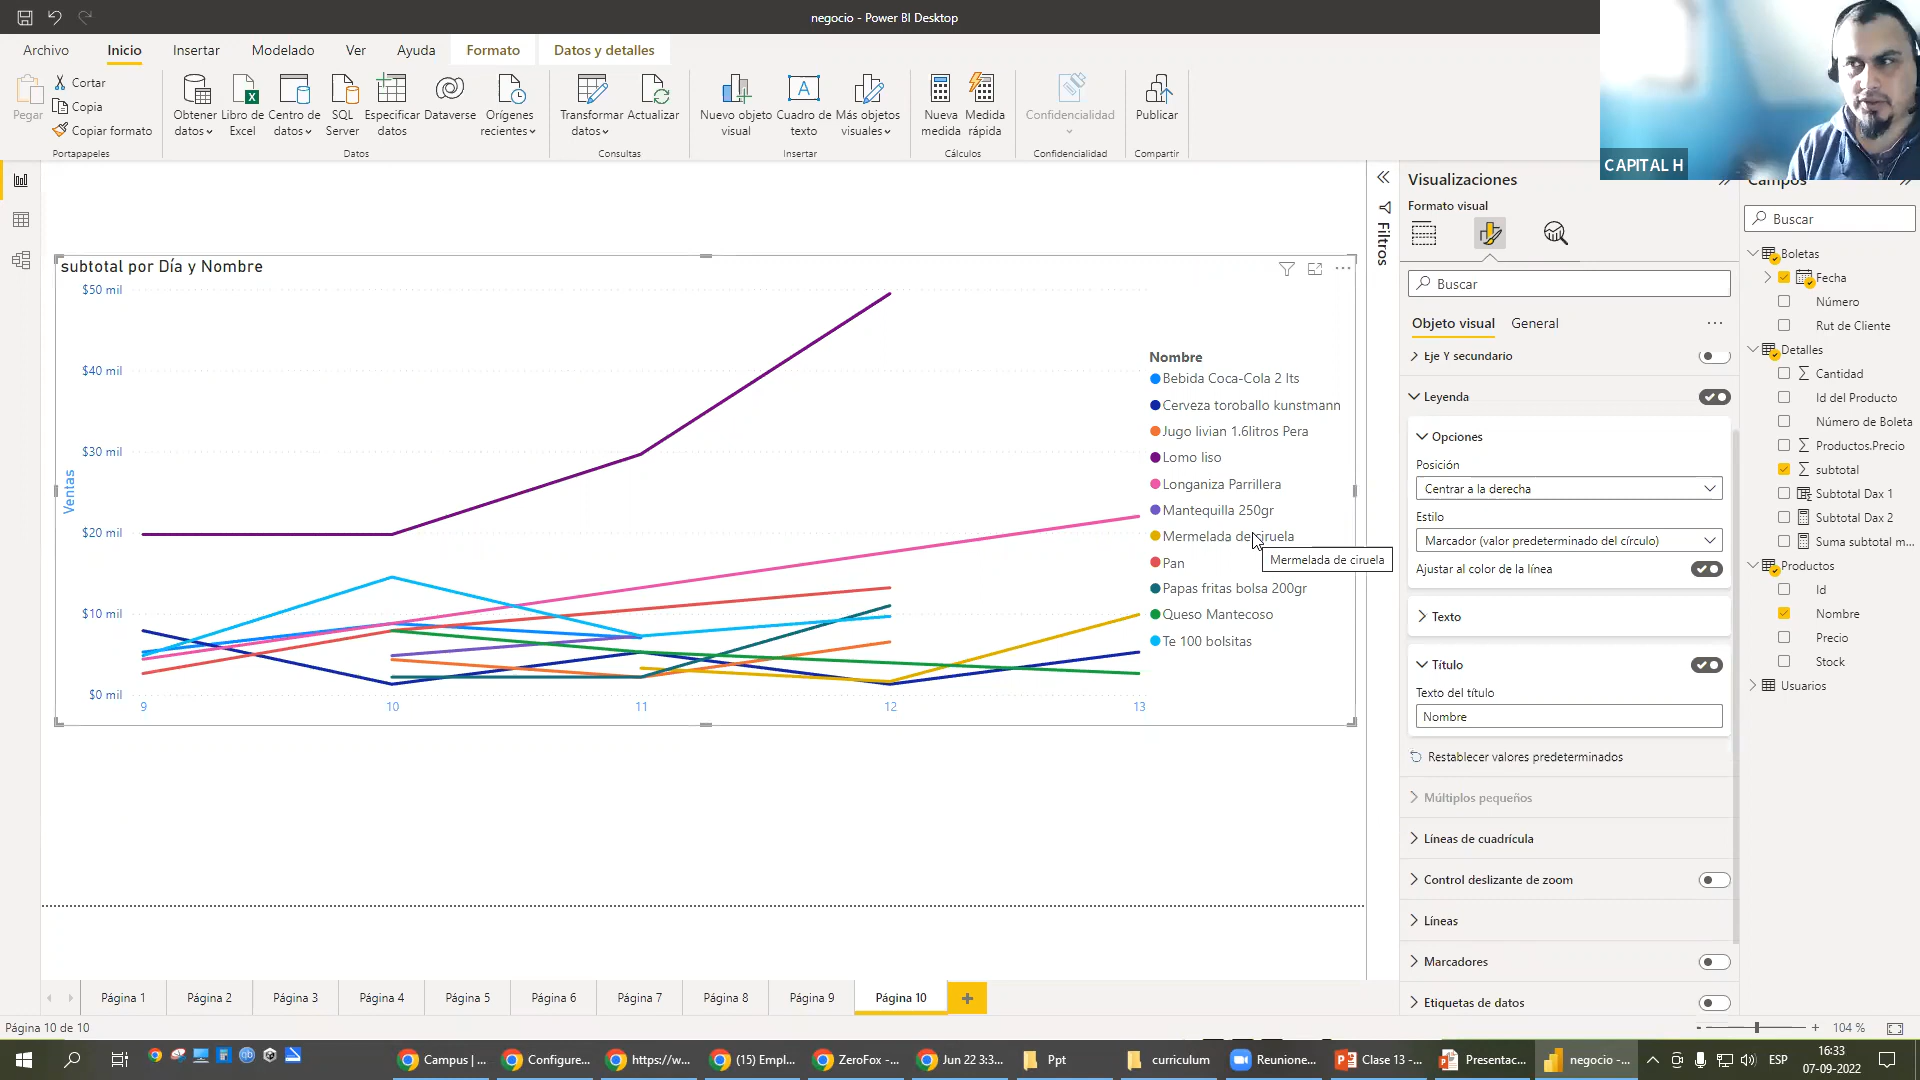 negocio - Power BI Desktop
Archivo Inicio Insertar Modelado Ver Ayuda Formato Datos y detalles
Pegar
Cortar
Copia
Copiar formato
Portapapeles
Obtener datos
Libro de Excel
Centro de datos
SQL Server
Especificar datos
Dataverse
Orígenes recientes
Datos
Transformar datos
Actualizar
Consultas
Nuevo objeto visual
Cuadro de texto
Más objetos visuales
Insertar
Nueva medida
Medida rápida
Cálculos
Confidencialidad
Confidencialidad
Publicar
Compartir
CAPITAL H
subtotal por Día y Nombre
$50 mil
$40 mil
$30 mil
$20 mil
$10 mil
$0 mil
Ventas
9 10 11 12 13
Nombre
Bebida Coca-Cola 2 lts
Cerveza toroballo kunstmann
Jugo livian 1.6litros Pera
Lomo liso
Longaniza Parrillera
Mantequilla 250gr
Mermelada de ciruela
Mermelada de ciruela
Pan
Papas fritas bolsa 200gr
Queso Mantecoso
Te 100 bolsitas
Filtros
Visualizaciones
Formato visual
Buscar
Objeto visual General
Eje Y secundario
Leyenda
Opciones
Posición
Centrar a la derecha
Estilo
Marcador (valor predeterminado del círculo)
Ajustar al color de la línea
Texto
Título
Texto del título
Nombre
Restablecer valores predeterminados
Múltiplos pequeños
Líneas de cuadrícula
Control deslizante de zoom
Líneas
Marcadores
Etiquetas de datos
Campos
Buscar
Boletas
Fecha
Número
Rut de Cliente
Detalles
Cantidad
Id del Producto
Número de Boleta
Productos.Precio
subtotal
Subtotal Dax 1
Subtotal Dax 2
Suma subtotal m...
Productos
Id
Nombre
Precio
Stock
Usuarios
Página 1 Página 2 Página 3 Página 4 Página 5 Página 6 Página 7 Página 8 Página 9 Página 10 +
Página 10 de 10
- + 104 %
Campus | ... Configure... https://w... (15) Empl... ZeroFox -... Jun 22 3:3... Ppt curriculum Reunione... Clase 13 -... Presentac... negocio -...
ESP
16:33
07-09-2022